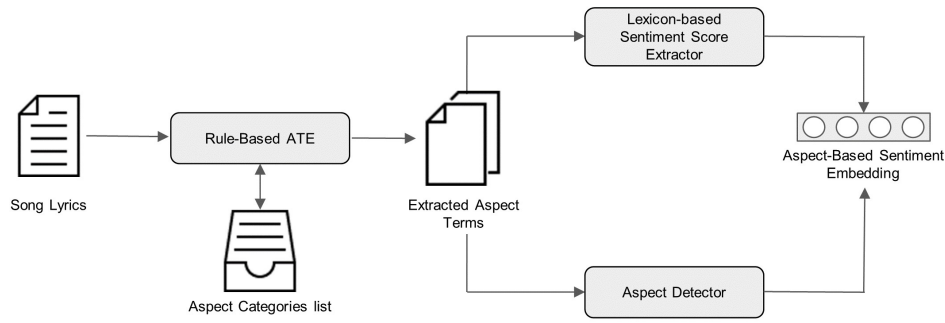 Lexicon-based
Sentiment Score
Extractor
Rule-Based ATE
Song Lyrics
Extracted Aspect
Terms
Aspect-Based Sentiment
Embedding
Aspect Categories list
Aspect Detector